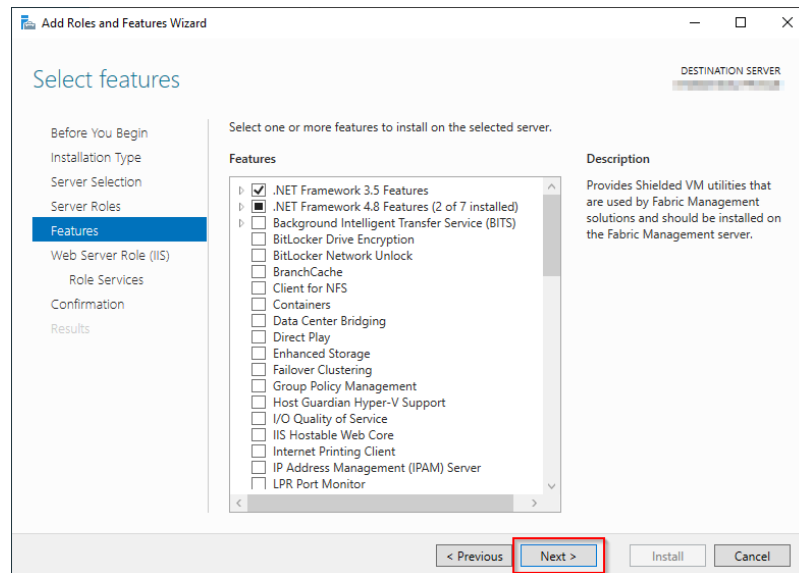 Add Roles and Features Wizard
Select features
DESTINATION SERVER
Before You Begin
Installation Type
Server Selection
Server Roles
Features
Web Server Role (IIS)
Role Services
Confirmation
Results
Select one or more features to install on the selected server.
Features
.NET Framework 3.5 Features
.NET Framework 4.8 Features (2 of 7 installed)
Background Intelligent Transfer Service (BITS)
BitLocker Drive Encryption
BitLocker Network Unlock
BranchCache
Client for NFS
Containers
Data Center Bridging
Direct Play
Enhanced Storage
Failover Clustering
Group Policy Management
Host Guardian Hyper-V Support
I/O Quality of Service
IIS Hostable Web Core
Internet Printing Client
IP Address Management (IPAM) Server
LPR Port Monitor
Description
Provides Shielded VM utilities that
are used by Fabric Management
solutions and should be installed on
the Fabric Management server.
< Previous
Next >
Install
Cancel